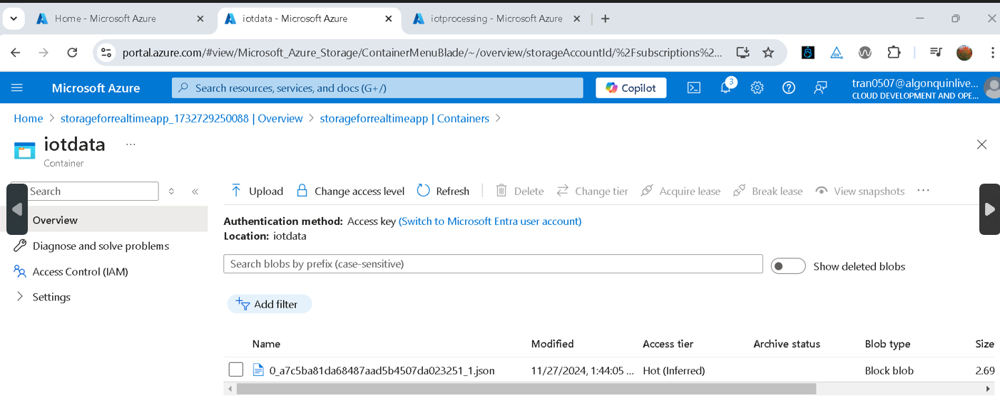 Home - Microsoft Azure
iotdata - Microsoft Azure
iotprocessing - Microsoft Azure
portal.azure.com/#view/Microsoft_Azure_Storage/ContainerMenuBlade/~/overview/storageAccountId/%2Fsubscriptions%2...
Microsoft Azure
Search resources, services, and docs (G+/)
Copilot
3
tran0507@algonquinlive...
CLOUD DEVELOPMENT AND OPE...
Home > storageforrealtimeapp_1732729250088 | Overview > storageforrealtimeapp | Containers >
iotdata ...
Container
Search
Overview
Diagnose and solve problems
Access Control (IAM)
Settings
Upload Change access level Refresh Delete Change tier Acquire lease Break lease View snapshots ...
Authentication method: Access key (Switch to Microsoft Entra user account)
Location: iotdata
Search blobs by prefix (case-sensitive)
Show deleted blobs
Add filter
Name Modified Access tier Archive status Blob type Size
0_a7c5ba81da68487aad5b4507da023251_1.json 11/27/2024, 1:44:05 ... Hot (Inferred) Block blob 2.69